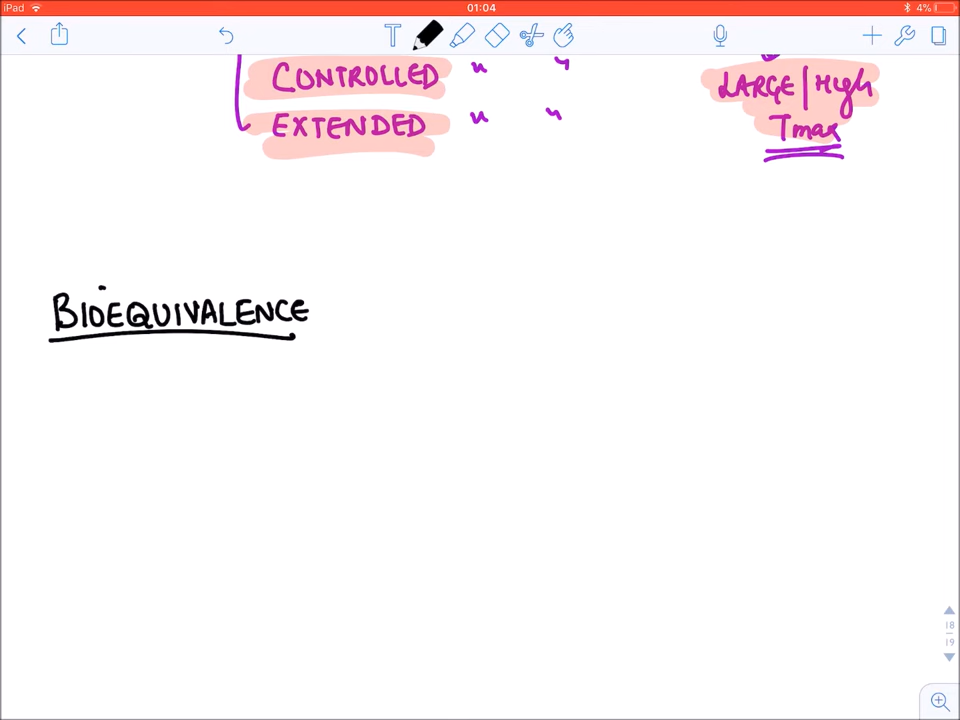 iPad 01:04 4%
T
CONTROLLED " "
LARGE/High
EXTENDED " "
Tmax
BIOEQUIVALENCE
18
19